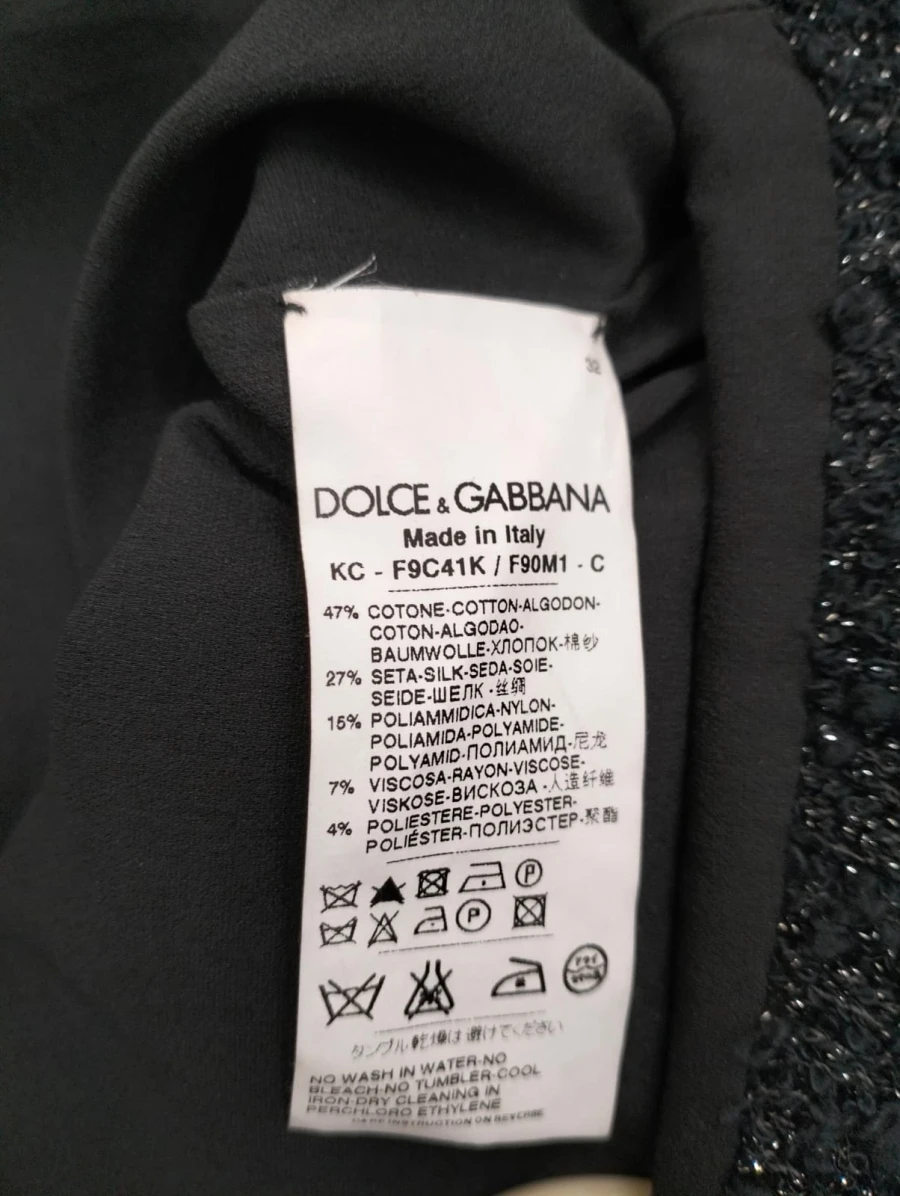 32
DOLCE & GABBANA
Made in Italy
KC - F9C41K / F90M1 - C
47% COTONE-COTTON-ALGODON-
COTON-ALGODAO-
BAUMWOLLE-ХЛОПОК-棉纱
27% SETA-SILK-SEDA-SOIE-
SEIDE-ШЕЛК-丝绸
15% POLIAMMIDICA-NYLON-
POLIAMIDA-POLYAMIDE-
POLYAMID-ПОЛИАМИД-尼龙
7% VISCOSA-RAYON-VISCOSE-
VISKOSE-ВИСКОЗА-人造纤维
4% POLIESTERE-POLYESTER-
POLIÉSTER-ПОЛИЭСТЕР-聚酯
P
P
タンブル乾燥は避けてください
NO WASH IN WATER-NO
BLEACH-NO TUMBLER-COOL
IRON-DRY CLEANING IN
PERCHLORO ETHYLENE
INSTRUCTION ON REVERSE